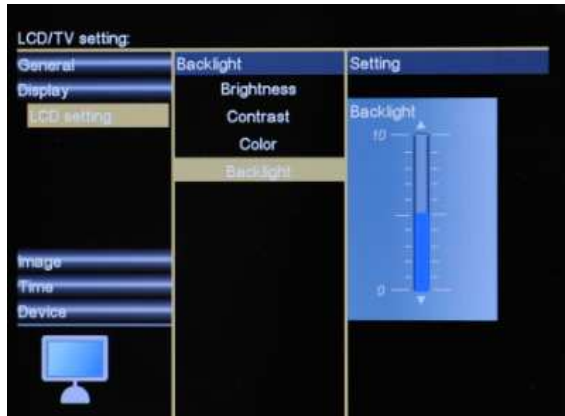 LCD/TV setting:
General
Display
LCD setting
Image
Time
Device
Backlight
Brightness
Contrast
Color
Backlight
Setting
Backlight
10
0